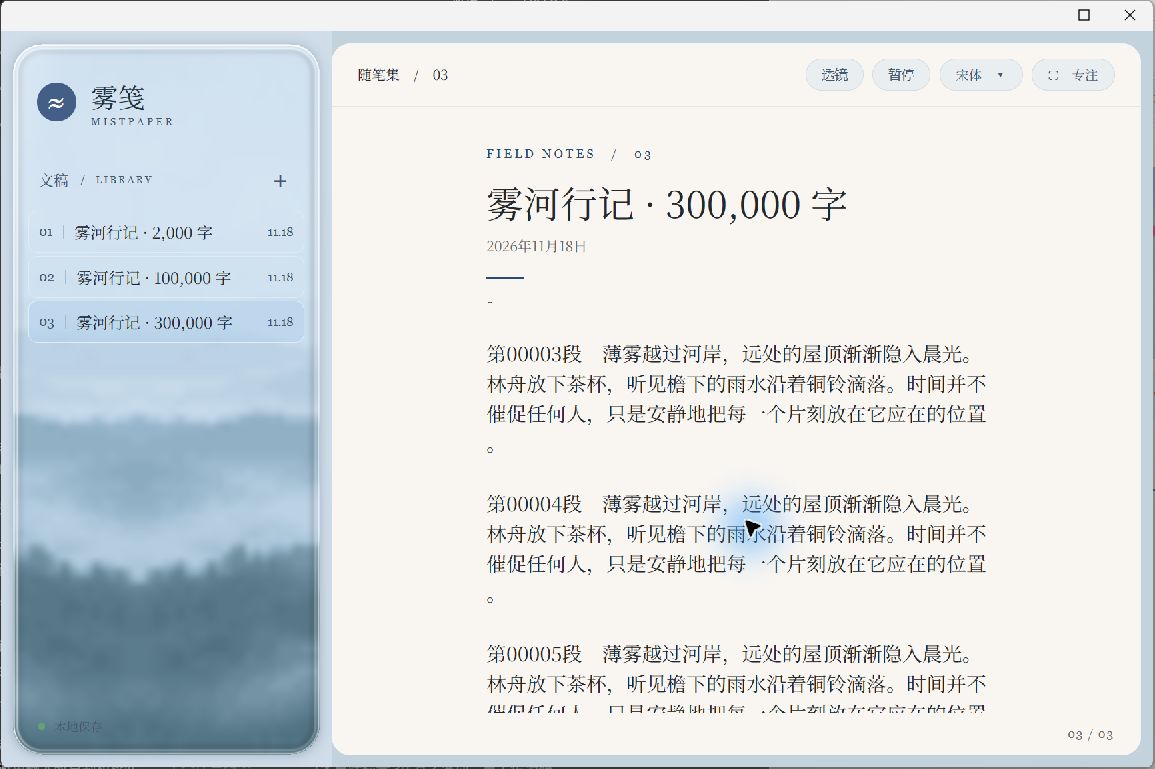 雾笺
MISTPAPER
文稿 / LIBRARY +
01 雾河行记 · 2,000 字 11.18
02 雾河行记 · 100,000 字 11.18
03 雾河行记 · 300,000 字 11.18
本地保存
随笔集 / 03
透镜
暂停
宋体
专注
FIELD NOTES / 03
雾河行记 · 300,000 字
2026年11月18日
第00003段 薄雾越过河岸，远处的屋顶渐渐隐入晨光。
林舟放下茶杯，听见檐下的雨水沿着铜铃滴落。时间并不
催促任何人，只是安静地把每一个片刻放在它应在的位置
。
第00004段 薄雾越过河岸，远处的屋顶渐渐隐入晨光。
林舟放下茶杯，听见檐下的雨水沿着铜铃滴落。时间并不
催促任何人，只是安静地把每一个片刻放在它应在的位置
。
第00005段 薄雾越过河岸，远处的屋顶渐渐隐入晨光。
林舟放下茶杯，听见檐下的雨水沿着铜铃滴落。时间并不
03 / 03